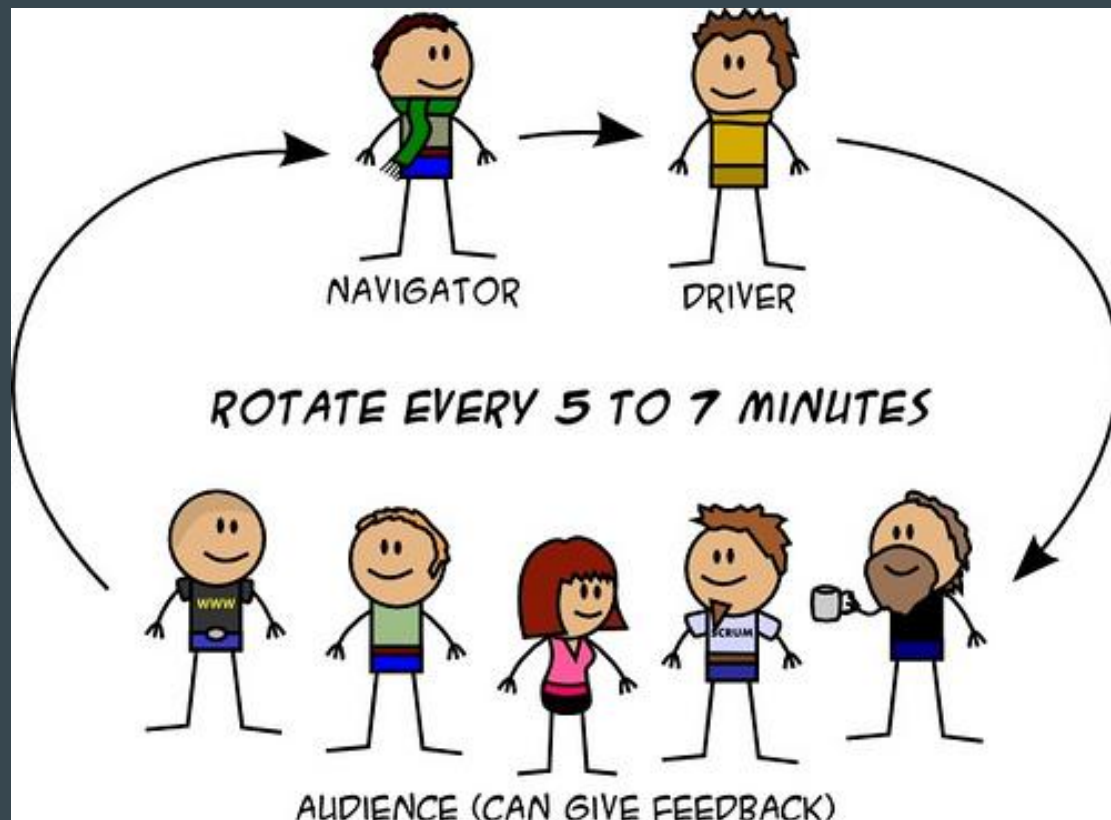 NAVIGATOR
DRIVER
ROTATE EVERY 5 TO 7 MINUTES
WWW
SCRUM
AUDIENCE (CAN GIVE FEEDBACK)